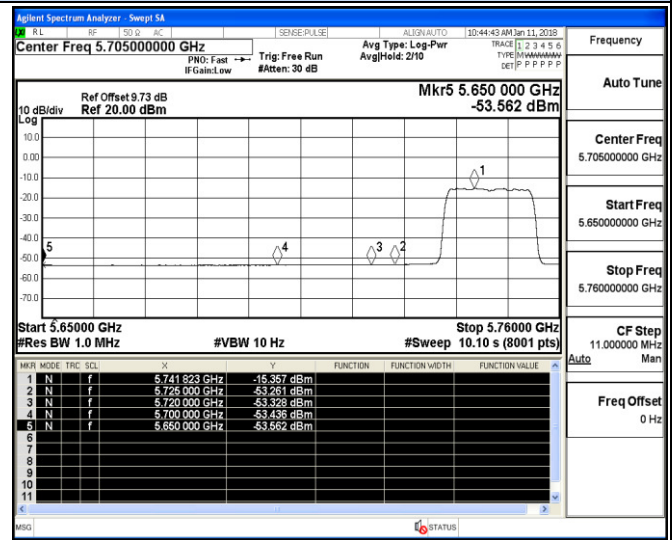 Agilent Spectrum Analyzer - Swept SA
RL RF 50 Ω AC SENSE:PULSE ALIGN AUTO 10:44:43 AM Jan 11, 2018
Center Freq 5.705000000 GHz
PNO: Fast
IFGain:Low
Trig: Free Run
#Atten: 30 dB
Avg Type: Log-Pwr
Avg|Hold: 2/10
TRACE 1 2 3 4 5 6
TYPE M
DET P P P P P P
Ref Offset 9.73 dB
10 dB/div Ref 20.00 dBm
Log
Mkr5 5.650 000 GHz
-53.562 dBm
10.0
0.00
-10.0
-20.0
-30.0
-40.0
-50.0
-60.0
-70.0
1
2
3
4
5
Start 5.65000 GHz Stop 5.76000 GHz
#Res BW 1.0 MHz #VBW 10 Hz #Sweep 10.10 s (8001 pts)
MKR MODE TRC SCL X Y FUNCTION FUNCTION WIDTH FUNCTION VALUE
1 N f 5.741 823 GHz -15.357 dBm
2 N f 5.725 000 GHz -53.261 dBm
3 N f 5.720 000 GHz -53.328 dBm
4 N f 5.700 000 GHz -53.436 dBm
5 N f 5.650 000 GHz -53.562 dBm
6
7
8
9
10
11
MSG STATUS
Frequency
Auto Tune
Center Freq
5.705000000 GHz
Start Freq
5.650000000 GHz
Stop Freq
5.760000000 GHz
CF Step
11.000000 MHz
Auto Man
Freq Offset
0 Hz